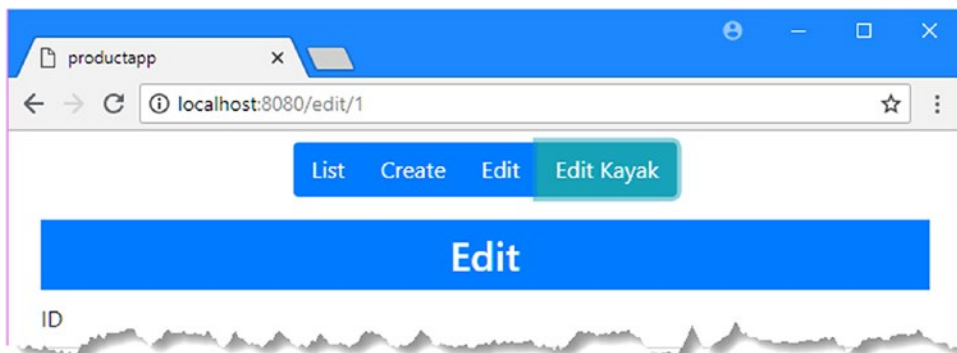 productapp
localhost:8080/edit/1
List Create Edit Edit Kayak
Edit
ID